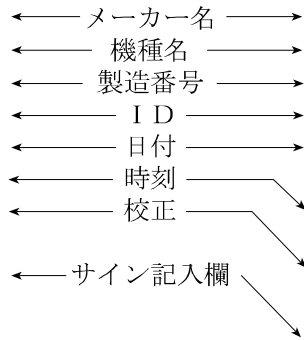 メーカー名
機種名
製造番号
ＩＤ
日付
時刻
校正
サイン記入欄